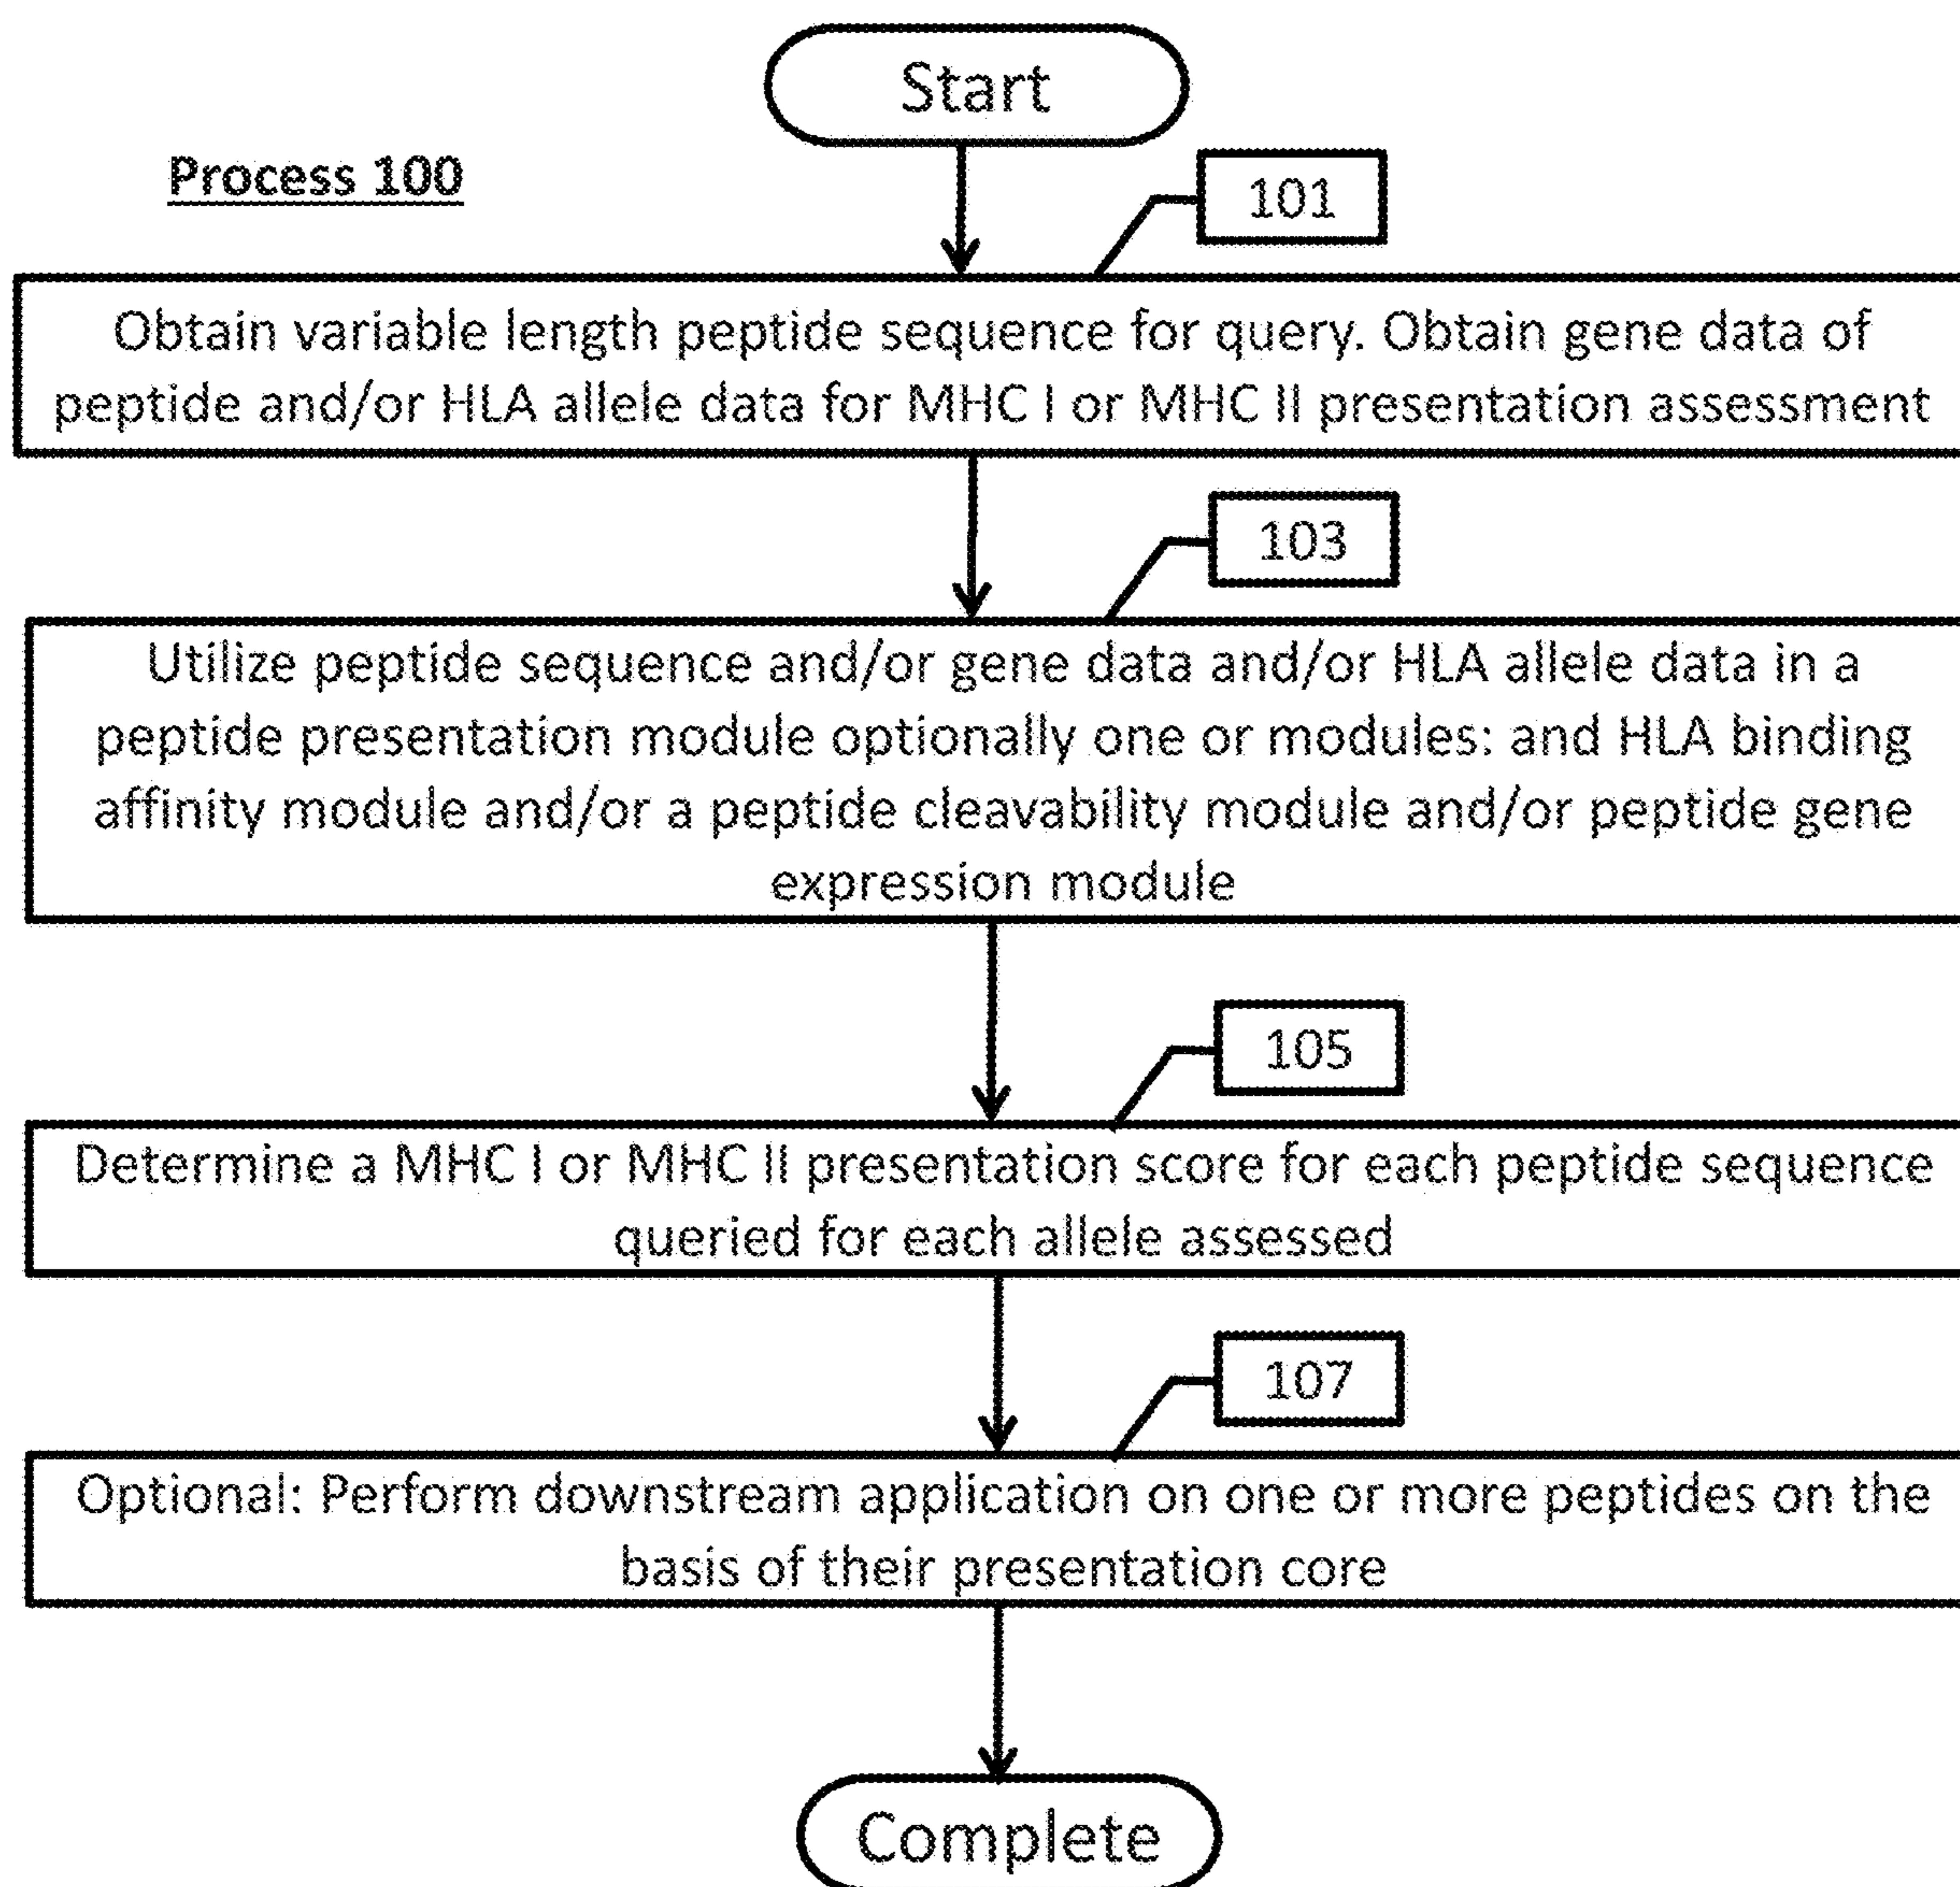 Start
Process 100
101
Obtain variable length peptide sequence for query. Obtain gene data of
peptide and/or HLA allele data for MHC I or MHC II presentation assessment
103
Utilize peptide sequence and/or gene data and/or HLA allele data in a
peptide presentation module optionally one or modules: and HLA binding
affinity module and/or a peptide cleavability module and/or peptide gene
expression module
105
Determine a MHC I or MHC II presentation score for each peptide sequence
queried for each allele assessed
107
Optional: Perform downstream application on one or more peptides on the
basis of their presentation core
Complete